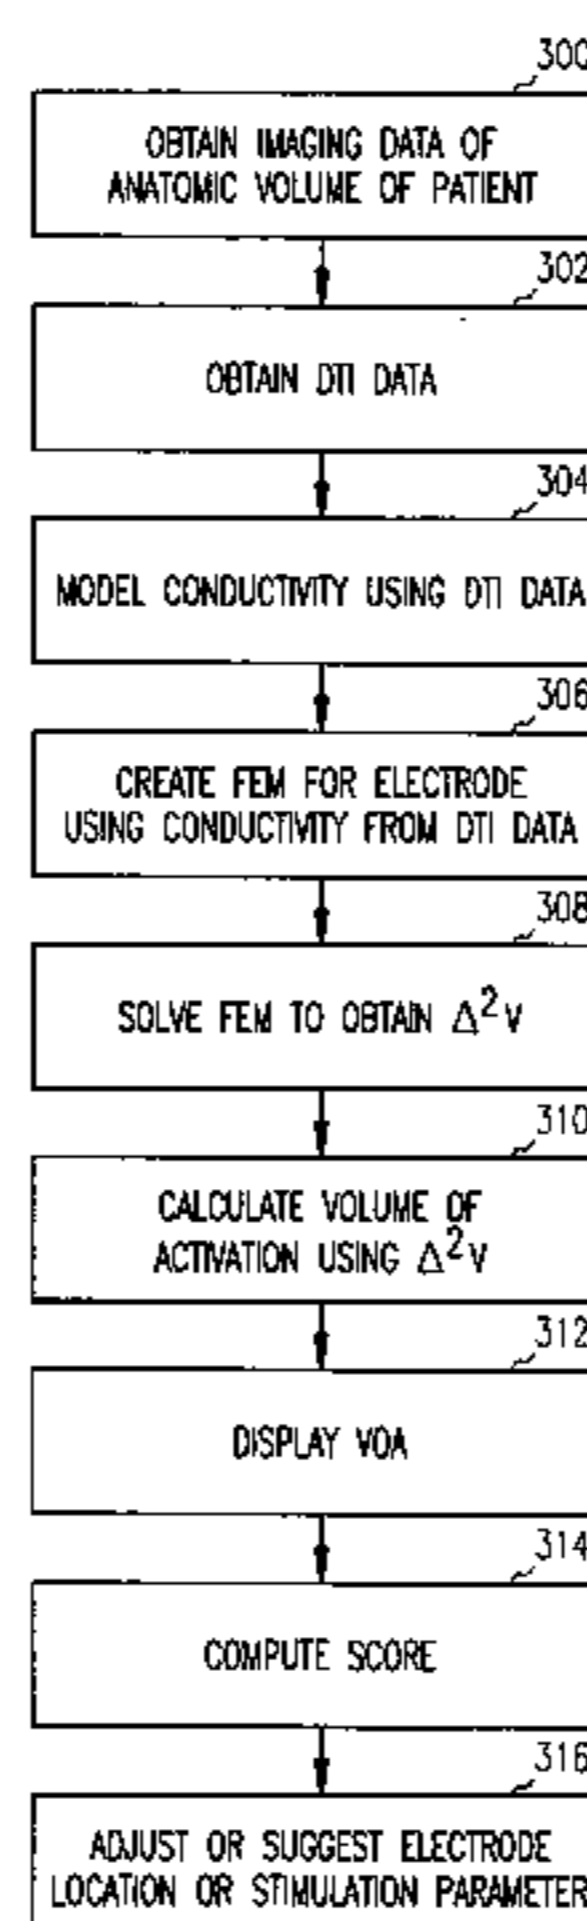 300
OBTAIN IMAGING DATA OF
ANATOMIC VOLUME OF PATIENT
302
OBTAIN DTI DATA
304
MODEL CONDUCTIVITY USING DTI DATA
306
CREATE FEM FOR ELECTRODE
USING CONDUCTIVITY FROM DTI DATA
308
SOLVE FEM TO OBTAIN Δ²V
310
CALCULATE VOLUME OF
ACTIVATION USING Δ²V
312
DISPLAY VOA
314
COMPUTE SCORE
316
ADJUST OR SUGGEST ELECTRODE
LOCATION OR STIMULATION PARAMETER